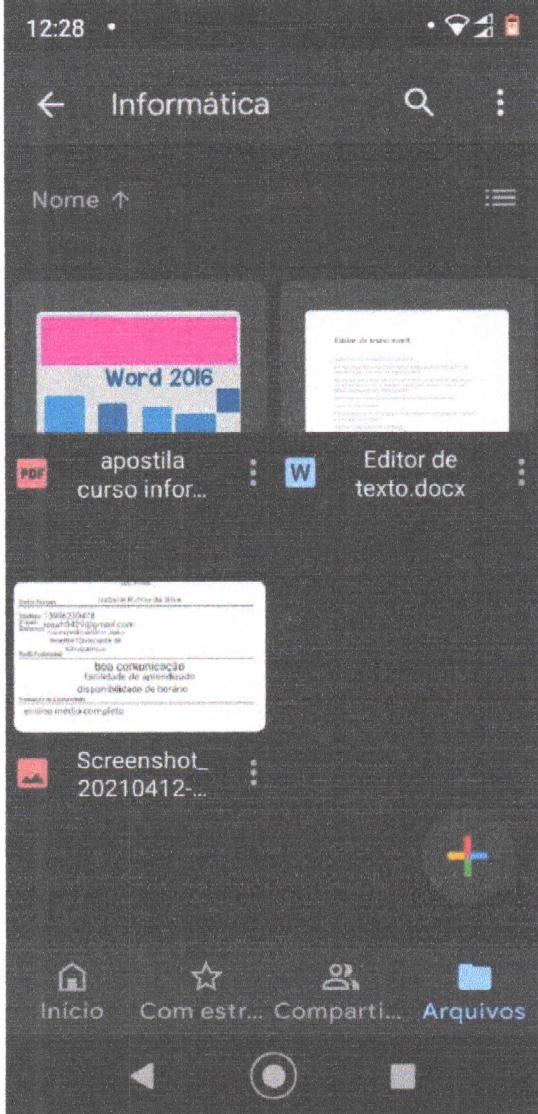 12:28
Informática
Nome ↑
Word 2016
PDF
apostila
curso infor...
W
Editor de
texto.docx
boa comunicação
facilidade de aprendizado
disponibilidade de horário
ensino médio completo
Screenshot_
20210412-...
Início
Com estr...
Comparti...
Arquivos